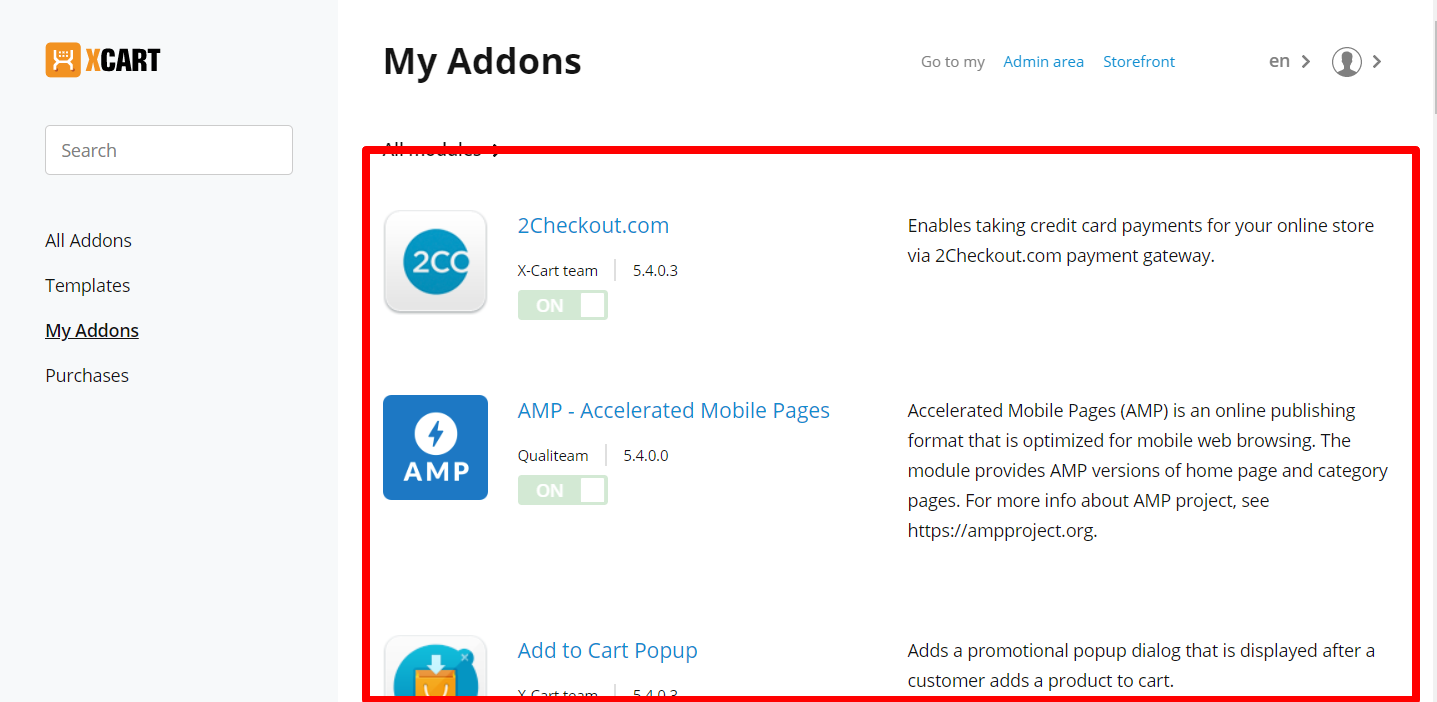 XCART
My Addons
Go to my Admin area Storefront
en
Search
All modules
All Addons
Templates
My Addons
Purchases
2CO
2Checkout.com
X-Cart team 5.4.0.3
ON
Enables taking credit card payments for your online store
via 2Checkout.com payment gateway.
AMP
AMP - Accelerated Mobile Pages
Qualiteam 5.4.0.0
ON
Accelerated Mobile Pages (AMP) is an online publishing
format that is optimized for mobile web browsing. The
module provides AMP versions of home page and category
pages. For more info about AMP project, see
https://ampproject.org.
Add to Cart Popup
X-Cart team 5.4.0.3
Adds a promotional popup dialog that is displayed after a
customer adds a product to cart.